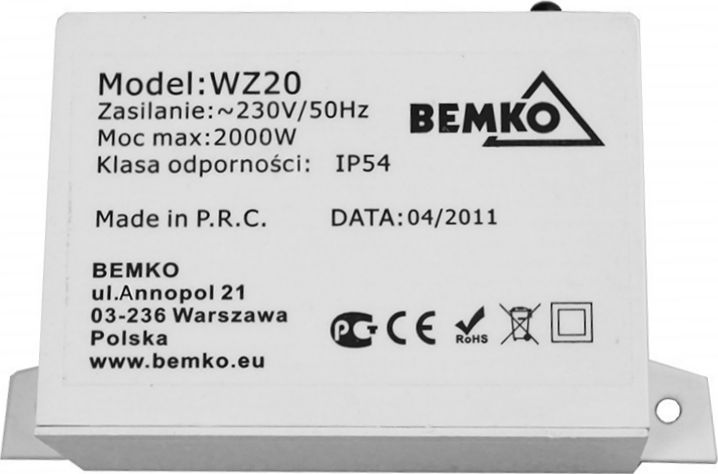 Model:WZ20
Zasilanie:~230V/50Hz
Moc max:2000W
Klasa odporności: IP54
BEMKO
Made in P.R.C. DATA:04/2011
BEMKO
ul.Annopol 21
03-236 Warszawa
Polska
www.bemko.eu
PG CE RoHS